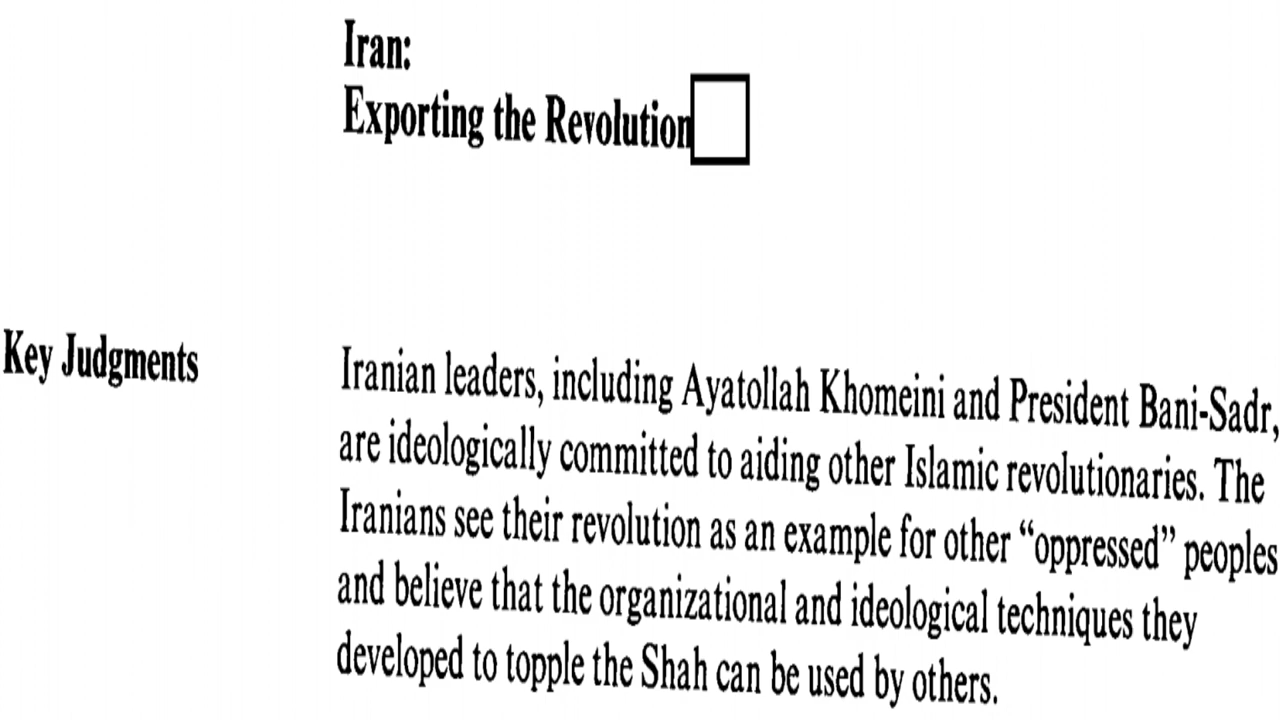 Iran:
Exporting the Revolution
Key Judgments
Iranian leaders, including Ayatollah Khomeini and President Bani-Sadr,
are ideologically committed to aiding other Islamic revolutionaries. The
Iranians see their revolution as an example for other “oppressed” peoples
and believe that the organizational and ideological techniques they
developed to topple the Shah can be used by others.